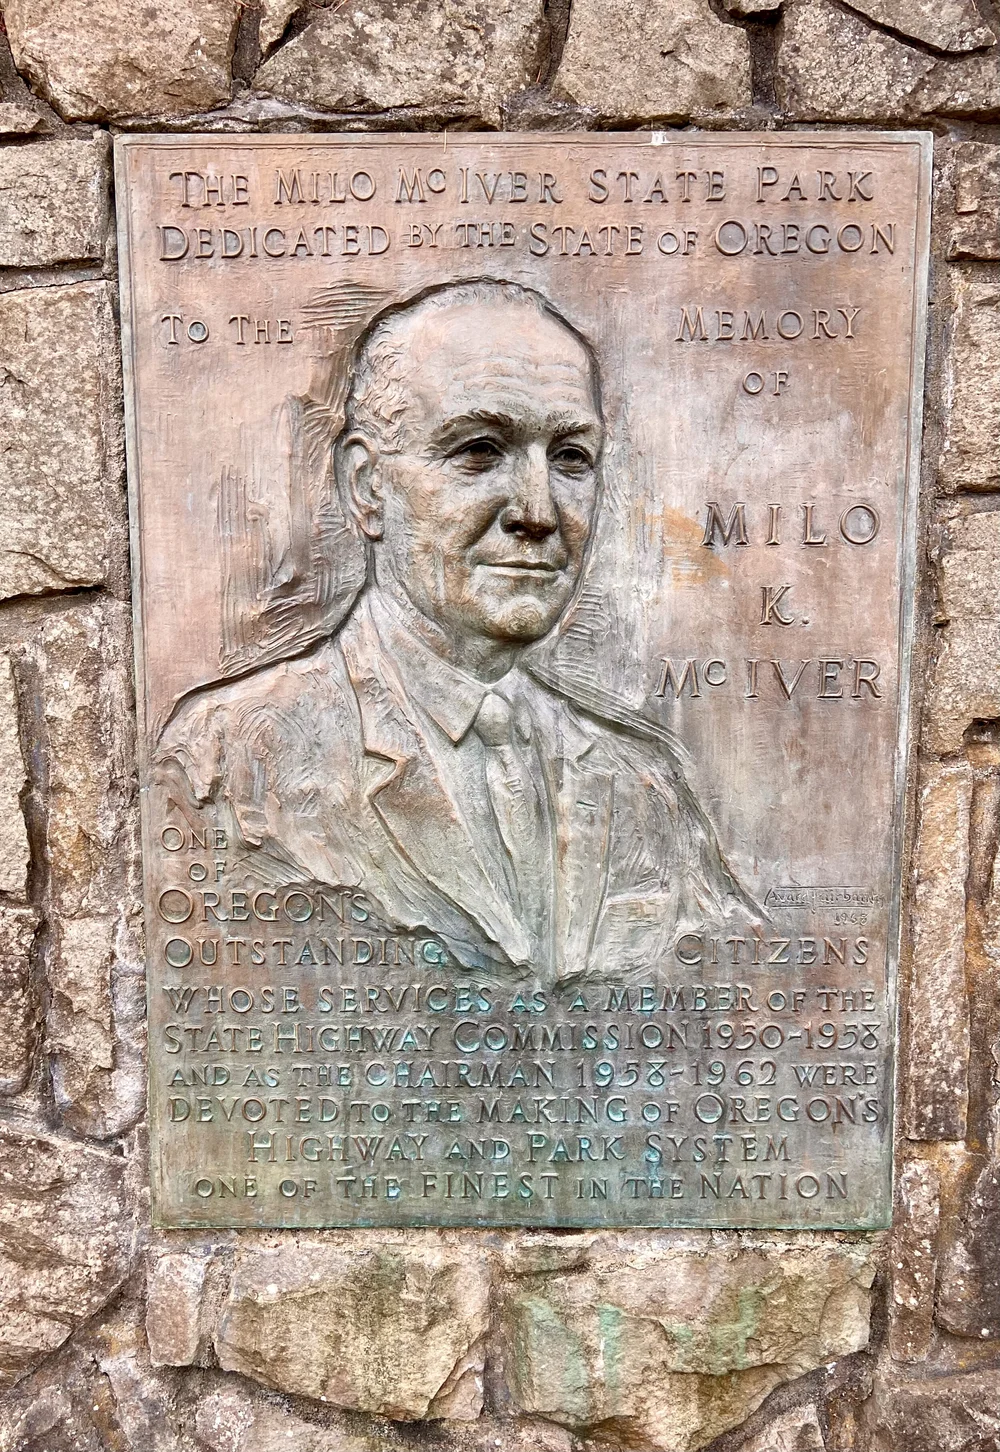 THE MILO McIVER STATE PARK
DEDICATED BY THE STATE OF OREGON
TO THE MEMORY
OF
MILO
K.
McIVER
ONE
OF
OREGON'S
OUTSTANDING CITIZENS
WHOSE SERVICES AS A MEMBER OF THE
STATE HIGHWAY COMMISSION 1950-1958
AND AS THE CHAIRMAN 1958-1962 WERE
DEVOTED TO THE MAKING OF OREGON'S
HIGHWAY AND PARK SYSTEM
ONE OF THE FINEST IN THE NATION